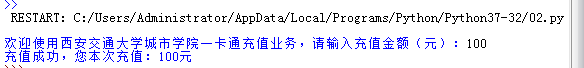 >>
 RESTART: C:/Users/Administrator/AppData/Local/Programs/Python/Python37-32/02.py
欢迎使用西安交通大学城市学院一卡通充值业务，请输入充值金额（元）：100
充值成功，您本次充值：100元
>>>